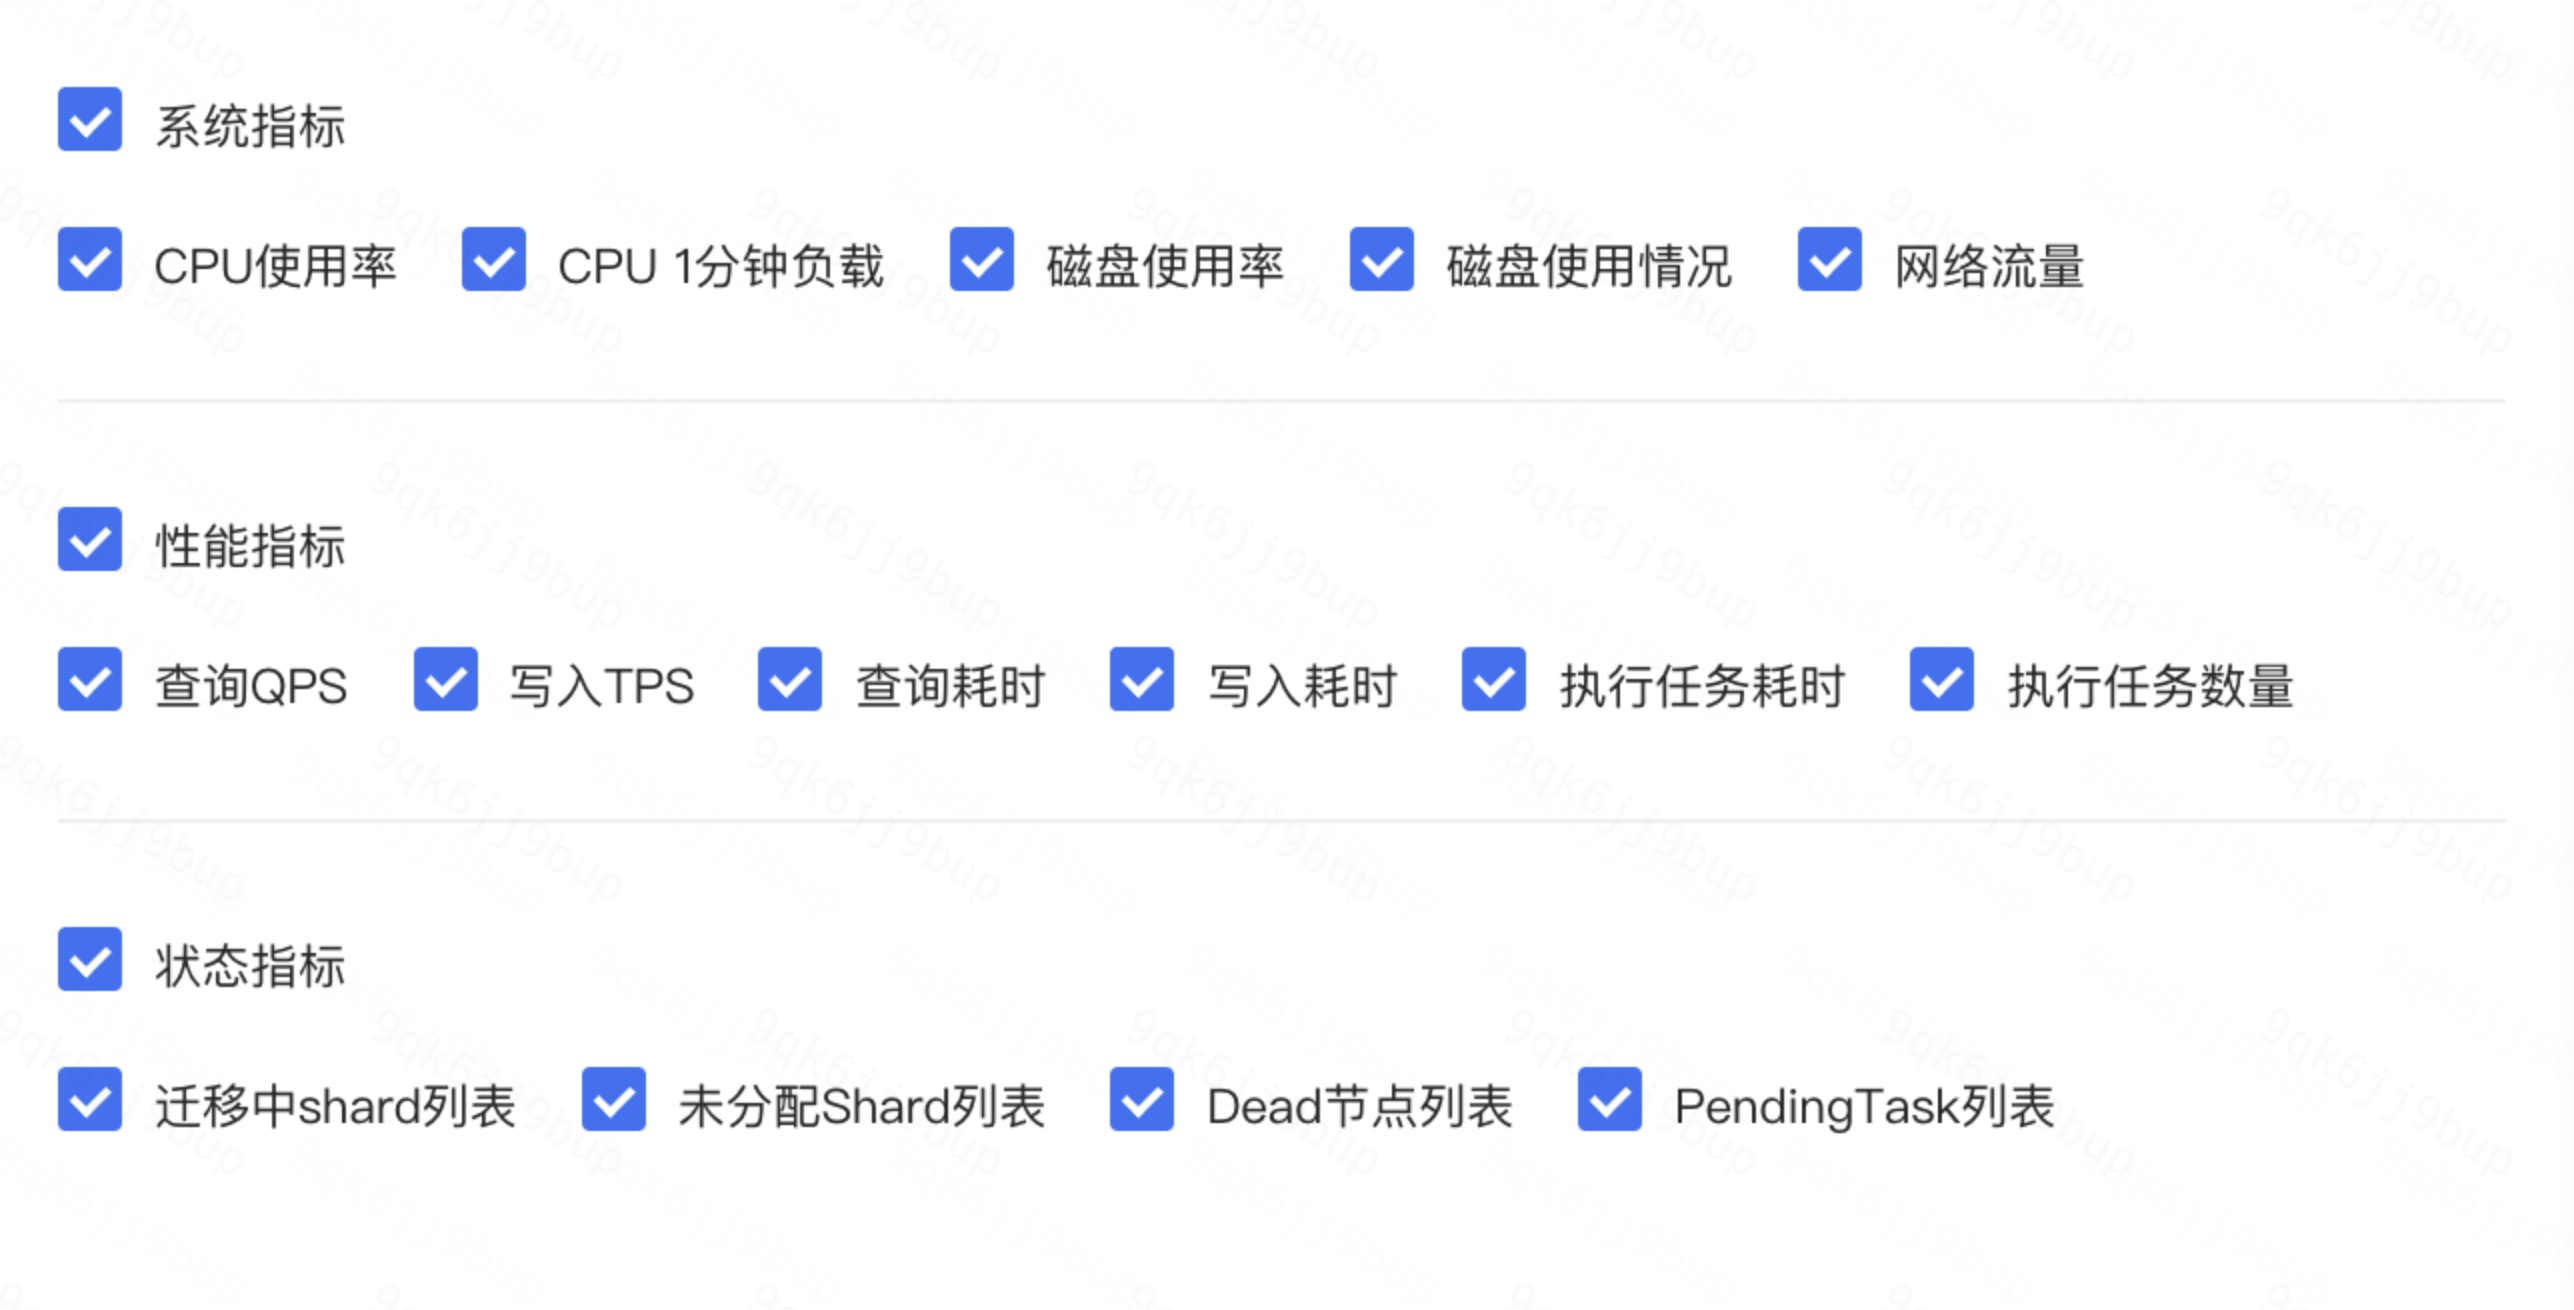 系统指标
CPU使用率 CPU 1分钟负载 磁盘使用率 磁盘使用情况 网络流量
性能指标
查询QPS 写入TPS 查询耗时 写入耗时 执行任务耗时 执行任务数量
状态指标
迁移中shard列表 未分配Shard列表 Dead节点列表 PendingTask列表